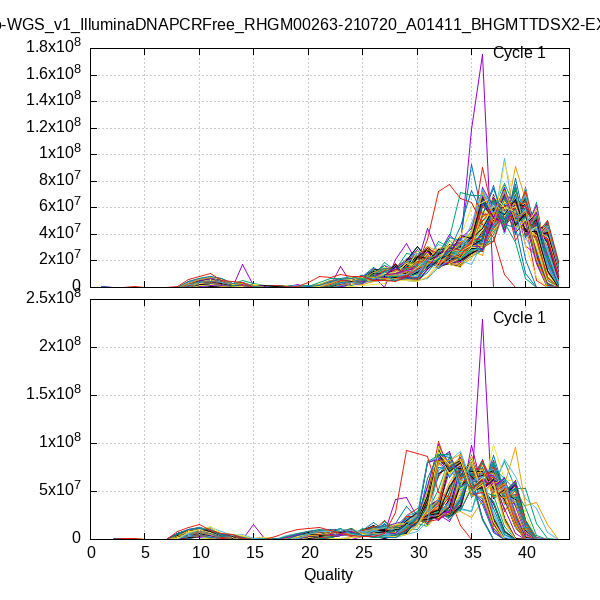 -WGS_v1_IlluminaDNAPCRFree_RHGM00263-210720_A01411_BHGMTTDSX2-EX
1.8x10^8
Cycle 1
1.6x10^8
1.4x10^8
1.2x10^8
1x10^8
8x10^7
6x10^7
4x10^7
2x10^7
0
2.5x10^8
Cycle 1
2x10^8
1.5x10^8
1x10^8
5x10^7
0
0 5 10 15 20 25 30 35 40
Quality